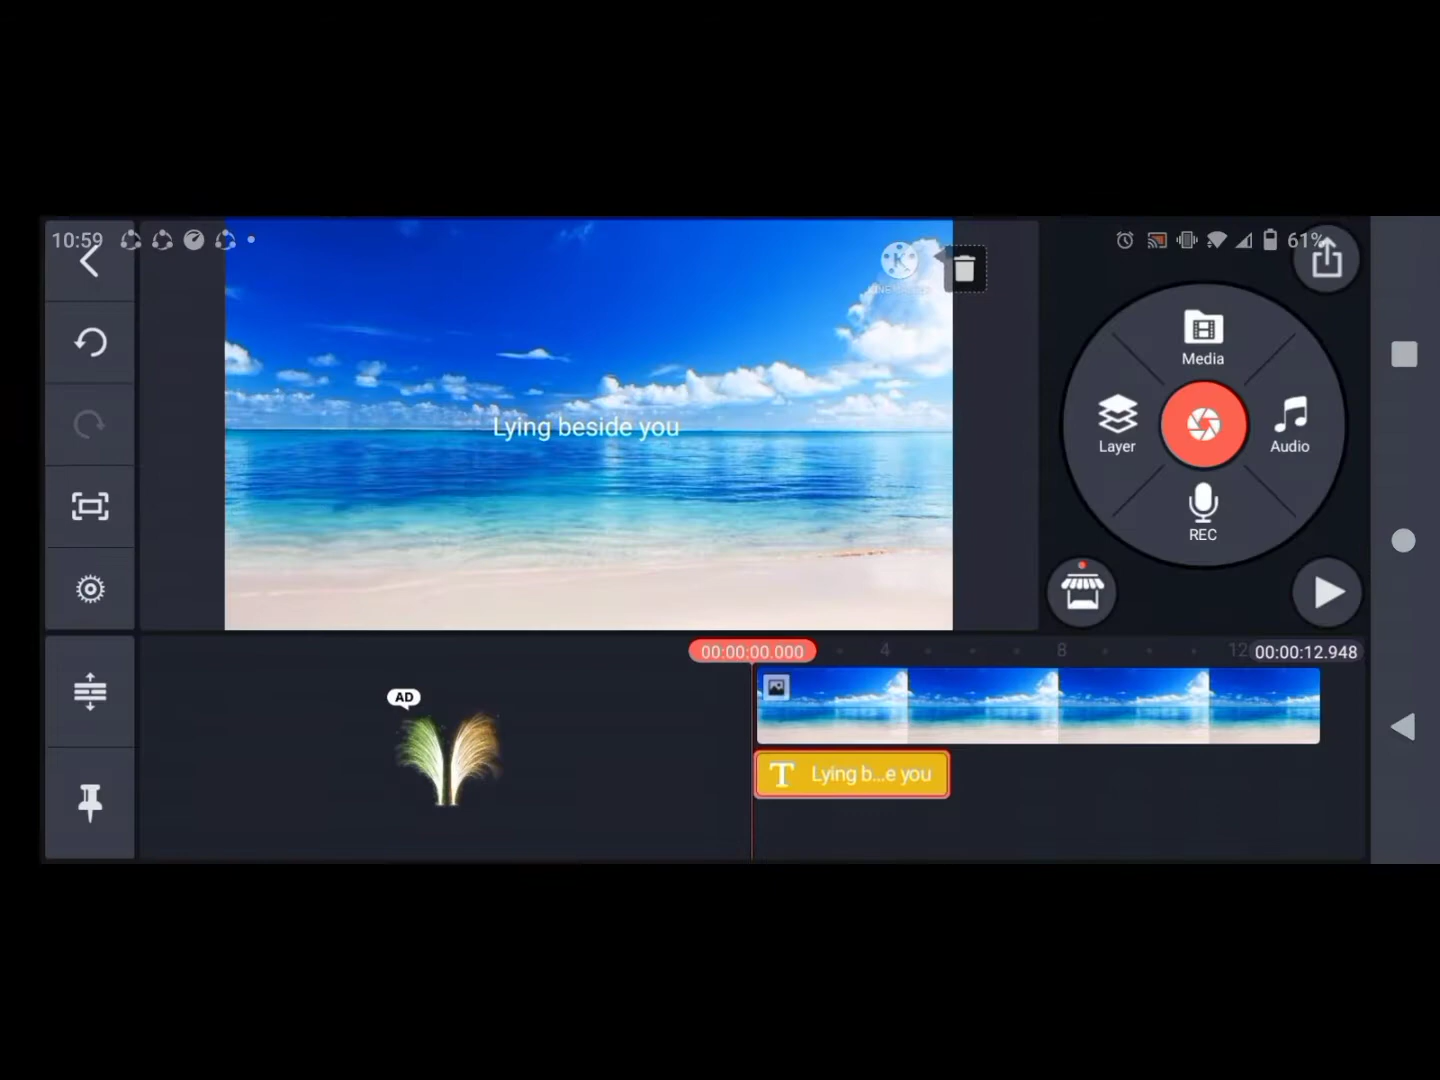 10:59
61%
KINEMASTER
Lying beside you
Media
Layer
Audio
REC
00:00:00.000
4
8
12
00:00:12.948
AD
T Lying b...e you